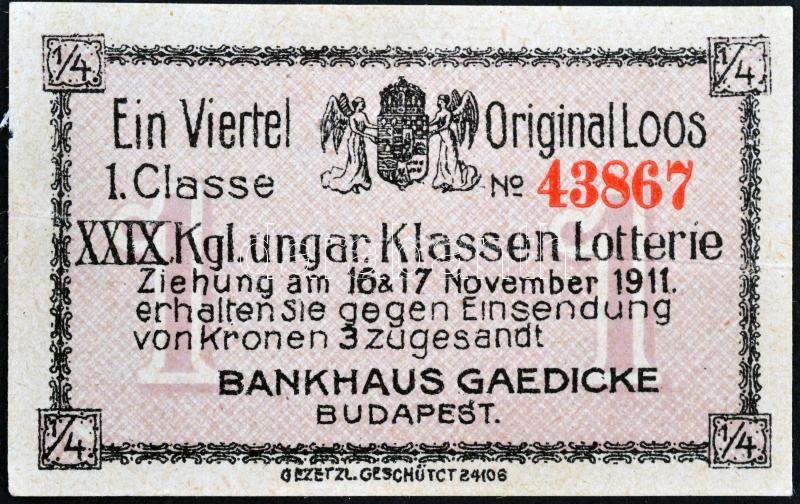 1/4 1/4
Ein Viertel Original Loos
1. Classe No 43867
XXIX. Kgl. ungar. Klassen Lotterie
Ziehung am 16 & 17 November 1911.
erhalten Sie gegen Einsendung
von Kronen 3 zugesandt
BANKHAUS GAEDICKE
BUDAPEST.
1/4 1/4
GEZETZL. GESCHÜTCT 24106